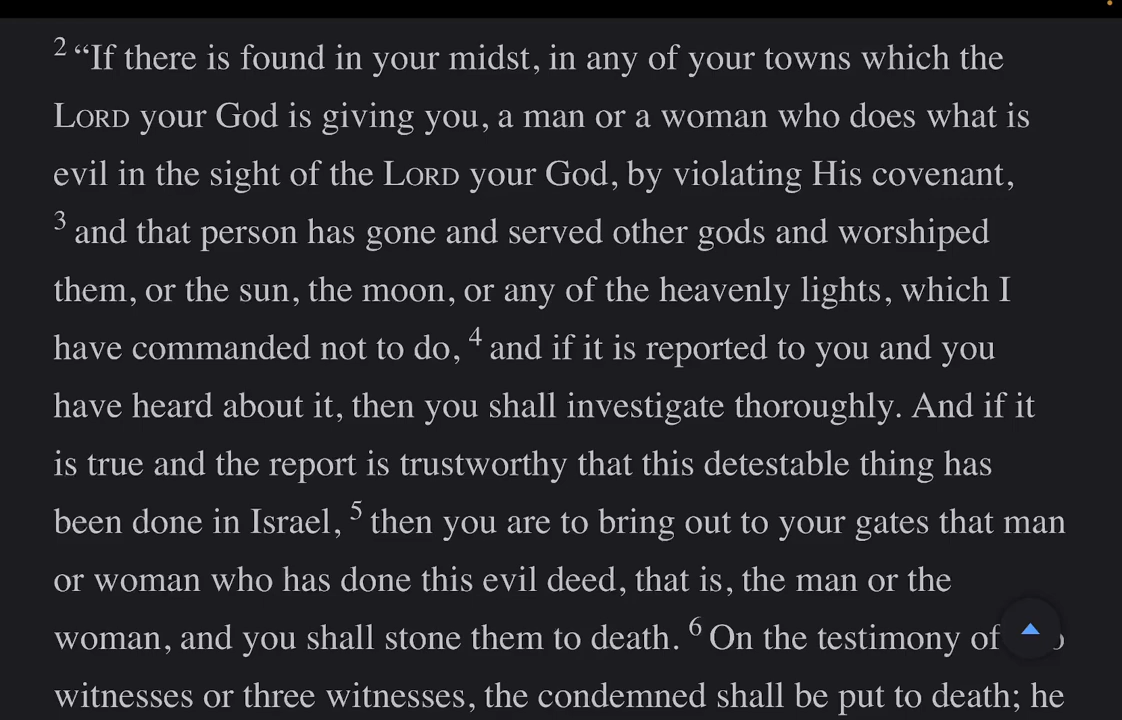 2 “If there is found in your midst, in any of your towns which the
LORD your God is giving you, a man or a woman who does what is
evil in the sight of the LORD your God, by violating His covenant,
3 and that person has gone and served other gods and worshiped
them, or the sun, the moon, or any of the heavenly lights, which I
have commanded not to do, 4 and if it is reported to you and you
have heard about it, then you shall investigate thoroughly. And if it
is true and the report is trustworthy that this detestable thing has
been done in Israel, 5 then you are to bring out to your gates that man
or woman who has done this evil deed, that is, the man or the
woman, and you shall stone them to death. 6 On the testimony of
witnesses or three witnesses, the condemned shall be put to death; he